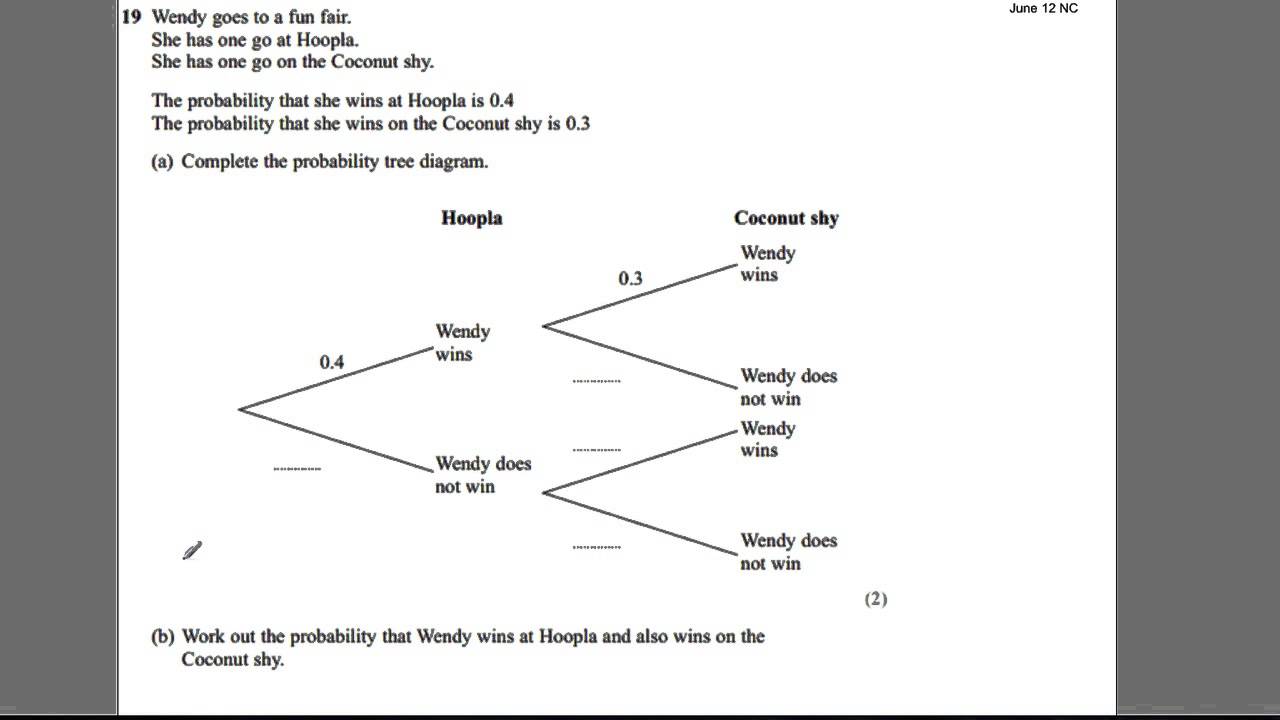 June 12 NC
19 Wendy goes to a fun fair.
She has one go at Hoopla.
She has one go on the Coconut shy.
The probability that she wins at Hoopla is 0.4
The probability that she wins on the Coconut shy is 0.3
(a) Complete the probability tree diagram.
Hoopla
Coconut shy
0.4
Wendy
wins
0.3
Wendy
wins
.............
Wendy does
not win
.............
Wendy does
not win
.............
Wendy
wins
.............
Wendy does
not win
(2)
(b) Work out the probability that Wendy wins at Hoopla and also wins on the
Coconut shy.